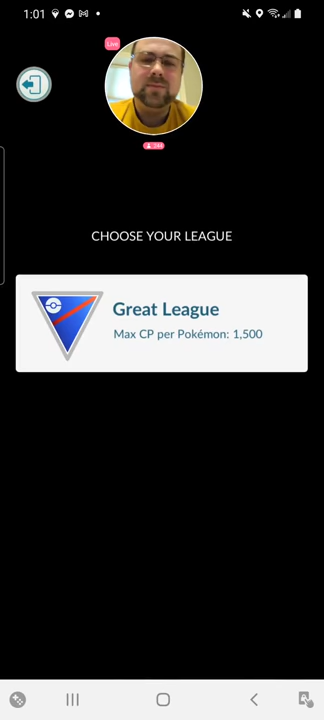 1:01
Live
CHOOSE YOUR LEAGUE
Great League
Max CP per Pokémon: 1,500